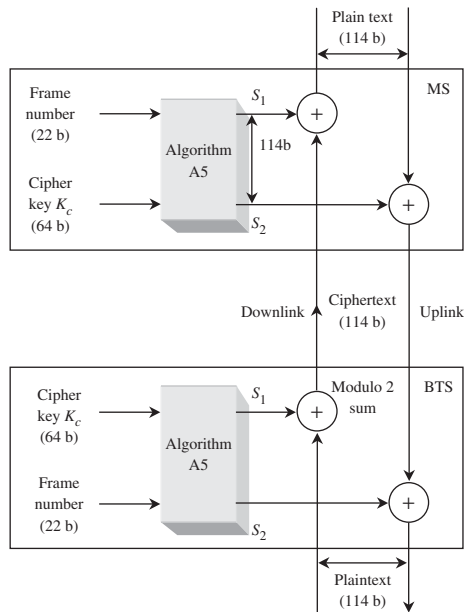 Plain text
(114 b)
MS
Frame
number
(22 b)
S1
+
114b
Algorithm
A5
Cipher
key Kc
(64 b)
+
S2
Downlink
Ciphertext
(114 b)
Uplink
BTS
Cipher
key Kc
(64 b)
S1
+
Modulo 2
sum
Algorithm
A5
Frame
number
(22 b)
+
S2
Plaintext
(114 b)